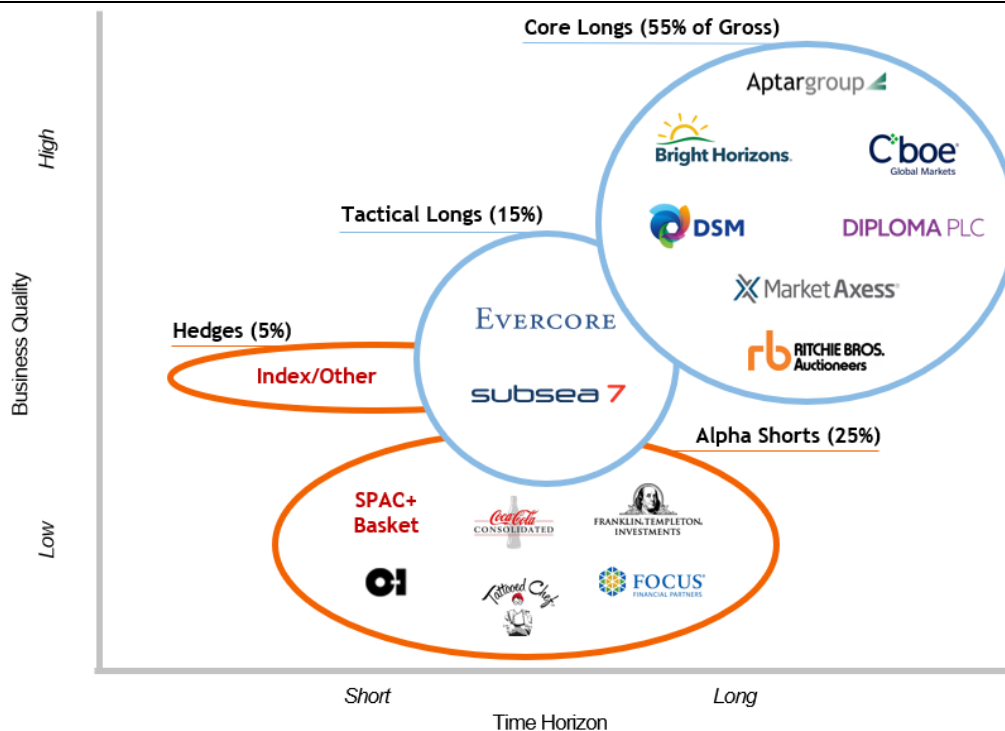 Core Longs (55% of Gross)
Aptargroup
Bright Horizons.
Cboe
Global Markets
DSM
DIPLOMA PLC
MarketAxess
rb RITCHIE BROS.
Auctioneers
Tactical Longs (15%)
EVERCORE
subsea 7
Hedges (5%)
Index/Other
Alpha Shorts (25%)
SPAC+
Basket
Coca-Cola
CONSOLIDATED
FRANKLIN TEMPLETON
INVESTMENTS
O-I
Tattooed Chef
FOCUS
FINANCIAL PARTNERS
High
Business Quality
Low
Short
Long
Time Horizon